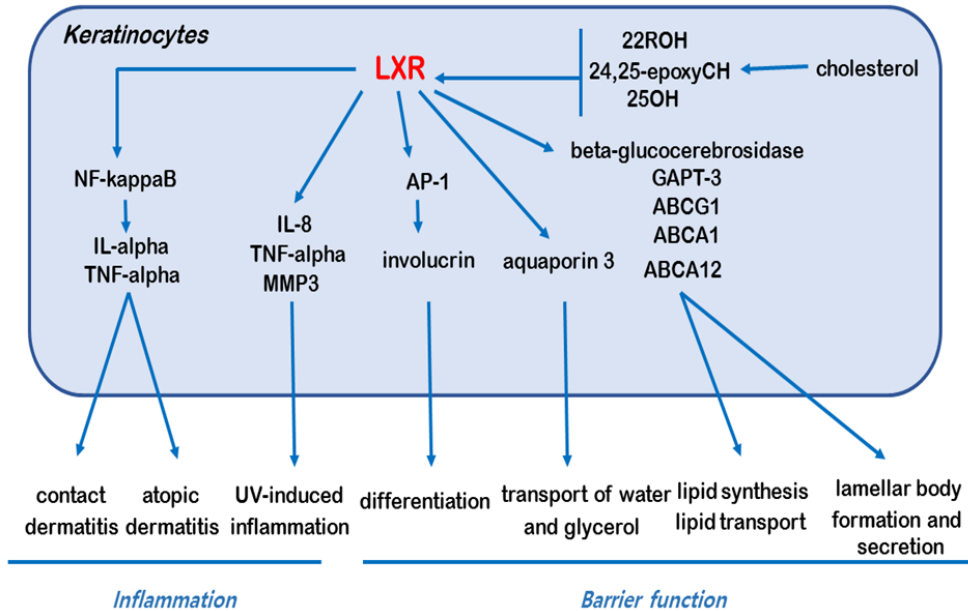 Keratinocytes
LXR
22ROH
24,25-epoxyCH
25OH
cholesterol
NF-kappaB
IL-alpha
TNF-alpha
IL-8
TNF-alpha
MMP3
AP-1
involucrin
aquaporin 3
beta-glucocerebrosidase
GAPT-3
ABCG1
ABCA1
ABCA12
contact
dermatitis
atopic
dermatitis
UV-induced
inflammation
differentiation
transport of water
and glycerol
lipid synthesis
lipid transport
lamellar body
formation and
secretion
Inflammation
Barrier function